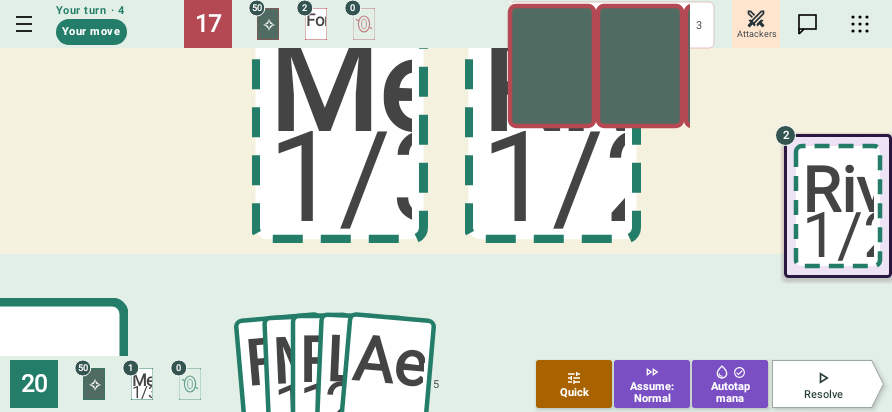 Your turn · 4
Your move
17
50
2
For
0
3
Attackers
Me
1/3
1/2
2
Riv
1/2
Ae
5
20
50
1
Me
1/3
0
Quick
Assume:
Normal
Autotap
mana
Resolve